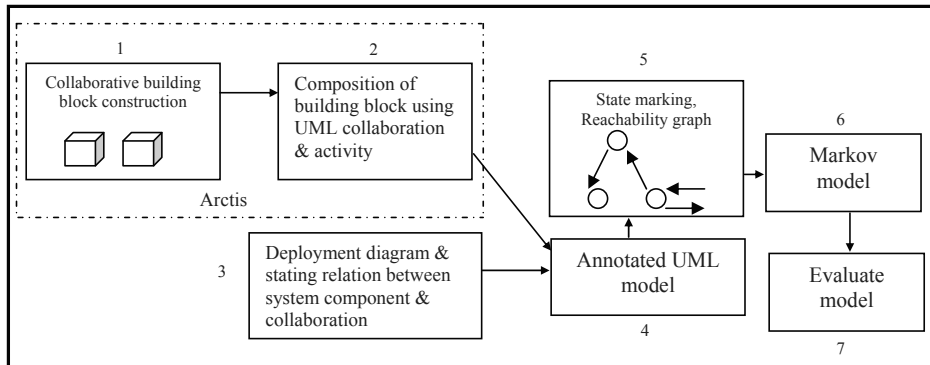 1
Collaborative building
block construction
2
Composition of
building block using
UML collaboration
& activity
Arctis
3
Deployment diagram &
stating relation between
system component &
collaboration
5
State marking,
Reachability graph
Annotated UML
model
4
6
Markov
model
Evaluate
model
7